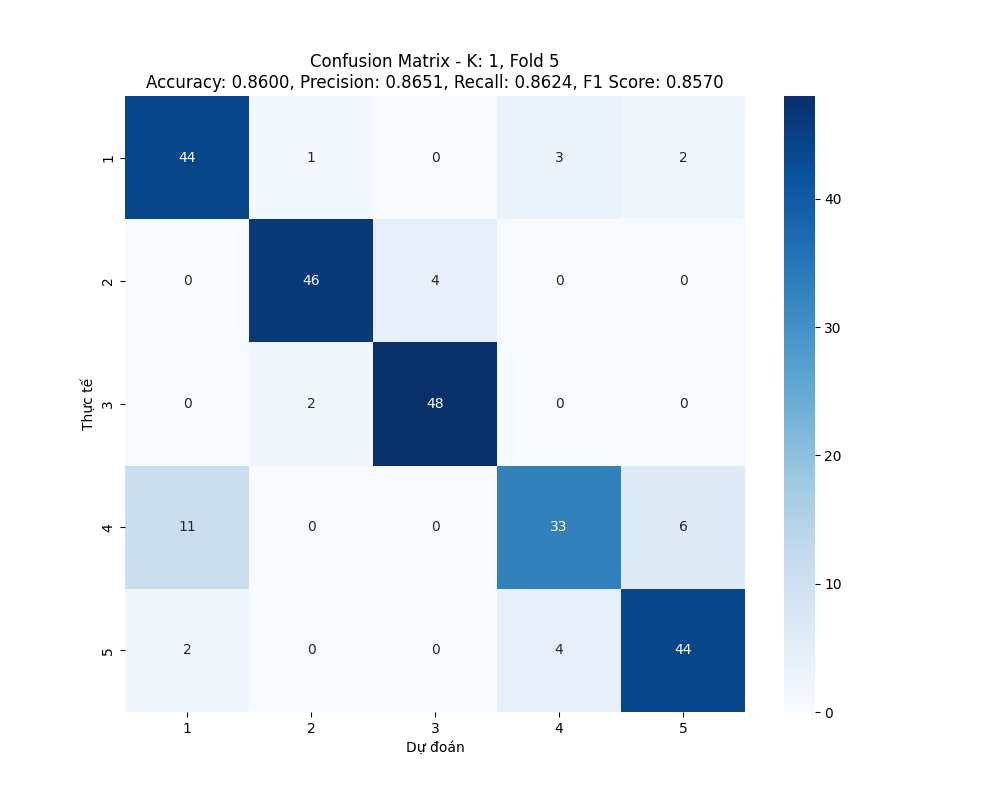 Confusion Matrix - K: 1, Fold 5
Accuracy: 0.8600, Precision: 0.8651, Recall: 0.8624, F1 Score: 0.8570
1 44 1 0 3 2
2 0 46 4 0 0
3 0 2 48 0 0
4 11 0 0 33 6
5 2 0 0 4 44
1 2 3 4 5
Thực tế
Dự đoán
40
30
20
10
0